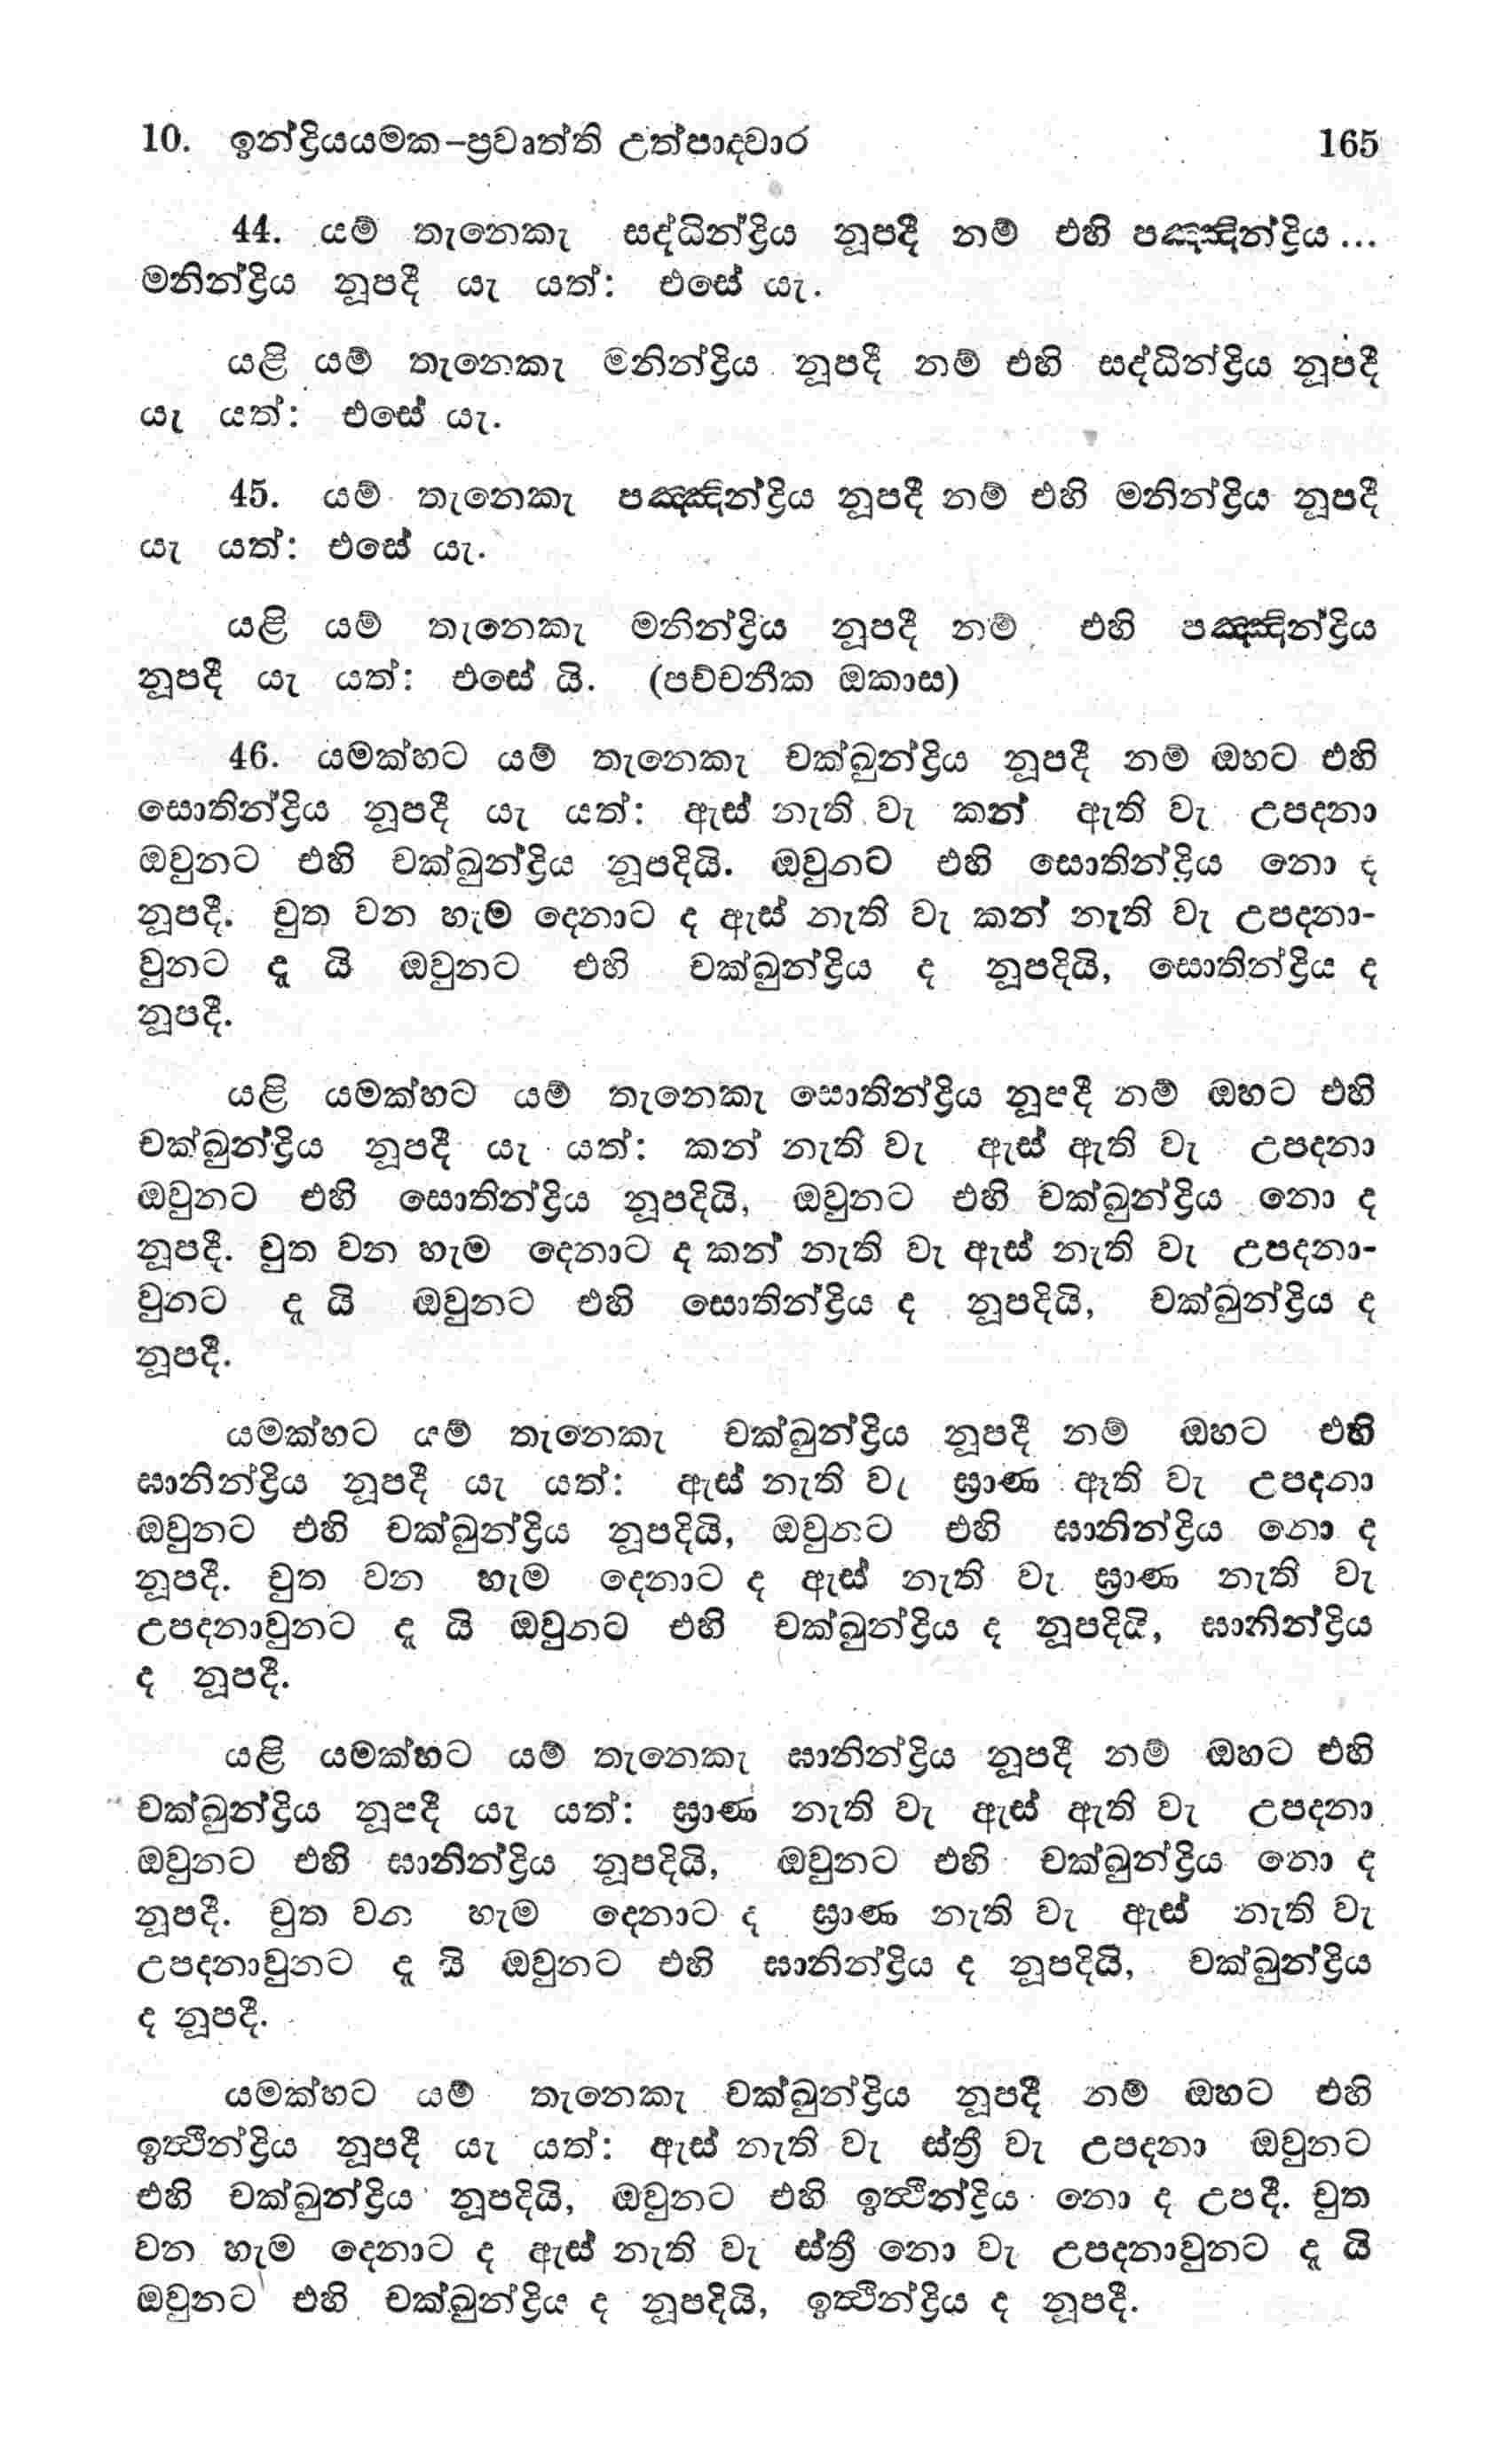 10. ඉන්ද්‍රියයමක-ප්‍රවෘත්ති උත්පාදවාර 165
44. යම් තැනෙකැ සද්ධින්ද්‍රිය නූපදී නම් එහි පඤ්ඤින්ද්‍රිය...
මනින්ද්‍රිය නූපදී යැ යත්: එසේ යැ.
යළි යම් තැනෙකැ මනින්ද්‍රිය නූපදී නම් එහි සද්ධින්ද්‍රිය නූපදී
යැ යත්: එසේ යැ.
45. යම් තැනෙකැ පඤ්ඤින්ද්‍රිය නූපදී නම් එහි මනින්ද්‍රිය නූපදී
යැ යත්: එසේ යැ.
යළි යම් තැනෙකැ මනින්ද්‍රිය නූපදී නම් එහි පඤ්ඤින්ද්‍රිය
නූපදී යැ යත්: එසේ යි. (පච්චනීක ඔකාස)
46. යමක්හට යම් තැනෙකැ චක්ඛුන්ද්‍රිය නූපදී නම් ඔහට එහි
සොතින්ද්‍රිය නූපදී යැ යත්: ඇස් නැති වැ කන් ඇති වැ උපදනා
ඔවුනට එහි චක්ඛුන්ද්‍රිය නූපදියි. ඔවුනට එහි සොතින්ද්‍රිය නො ද
නූපදී. චුත වන හැම දෙනාට ද ඇස් නැති වැ කන් නැති වැ උපදනා-
වුනට දූ යි ඔවුනට එහි චක්ඛුන්ද්‍රිය ද නූපදියි, සොතින්ද්‍රිය ද
නූපදී.
යළි යමක්හට යම් තැනෙකැ සොතින්ද්‍රිය නූපදී නම් ඔහට එහි
චක්ඛුන්ද්‍රිය නූපදී යැ යත්: කන් නැති වැ ඇස් ඇති වැ උපදනා
ඔවුනට එහි සොතින්ද්‍රිය නූපදියි, ඔවුනට එහි චක්ඛුන්ද්‍රිය නො ද
නූපදී. චුත වන හැම දෙනාට ද කන් නැති වැ ඇස් නැති වැ උපදනා-
වුනට දූ යි ඔවුනට එහි සොතින්ද්‍රිය ද නූපදියි, චක්ඛුන්ද්‍රිය ද
නූපදී.
යමක්හට යම් තැනෙකැ චක්ඛුන්ද්‍රිය නූපදී නම් ඔහට එහි
ඝානින්ද්‍රිය නූපදී යැ යත්: ඇස් නැති වැ ඝ්‍රාණ ඇති වැ උපදනා
ඔවුනට එහි චක්ඛුන්ද්‍රිය නූපදියි, ඔවුනට එහි ඝානින්ද්‍රිය නො ද
නූපදී. චුත වන හැම දෙනාට ද ඇස් නැති වැ ඝ්‍රාණ නැති වැ
උපදනාවුනට දූ යි ඔවුනට එහි චක්ඛුන්ද්‍රිය ද නූපදියි, ඝානින්ද්‍රිය
ද නූපදී.
යළි යමක්හට යම් තැනෙකැ ඝානින්ද්‍රිය නූපදී නම් ඔහට එහි
චක්ඛුන්ද්‍රිය නූපදී යැ යත්: ඝ්‍රාණ නැති වැ ඇස් ඇති වැ උපදනා
ඔවුනට එහි ඝානින්ද්‍රිය නූපදියි, ඔවුනට එහි චක්ඛුන්ද්‍රිය නො ද
නූපදී. චුත වන හැම දෙනාට ද ඝ්‍රාණ නැති වැ ඇස් නැති වැ
උපදනාවුනට දූ යි ඔවුනට එහි ඝානින්ද්‍රිය ද නූපදියි, චක්ඛුන්ද්‍රිය
ද නූපදී.
යමක්හට යම් තැනෙකැ චක්ඛුන්ද්‍රිය නූපදී නම් ඔහට එහි
ඉත්‍ථින්ද්‍රිය නූපදී යැ යත්: ඇස් නැති වැ ස්ත්‍රී වැ උපදනා ඔවුනට
එහි චක්ඛුන්ද්‍රිය නූපදියි, ඔවුනට එහි ඉත්‍ථින්ද්‍රිය නො ද උපදී. චුත
වන හැම දෙනාට ද ඇස් නැති වැ ස්ත්‍රී නො වැ උපදනාවුනට දූ යි
ඔවුනට එහි චක්ඛුන්ද්‍රිය ද නූපදියි, ඉත්‍ථින්ද්‍රිය ද නූපදී.